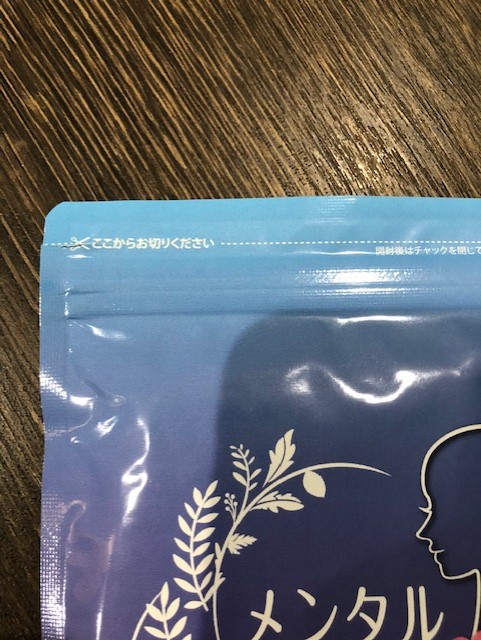 ここからお切りください
開封後はチャックを閉じて
メンタル